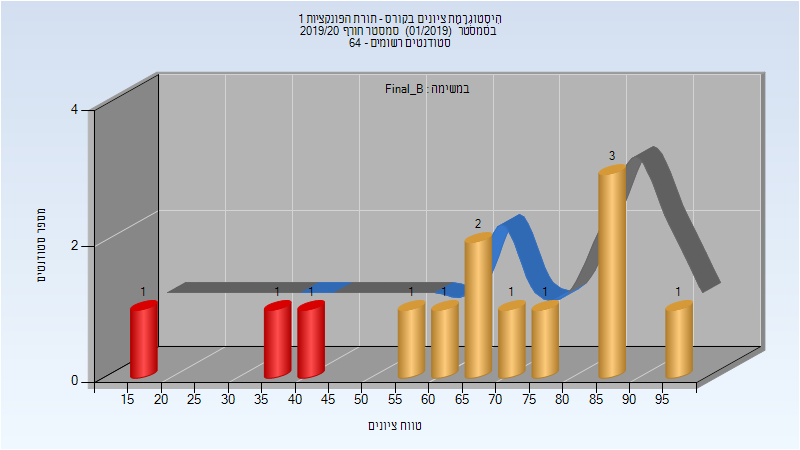 היסטוגרמת ציונים בקורס - תורת הפונקציות 1
בסמסטר (01/2019) סמסטר חורף 2019/20
סטודנטים רשומים - 64
במשימה : Final_B
מספר סטודנטים
4
2
0
1
1
1
1
1
2
1
1
3
1
15 20 25 30 35 40 45 50 55 60 65 70 75 80 85 90 95
טווח ציונים